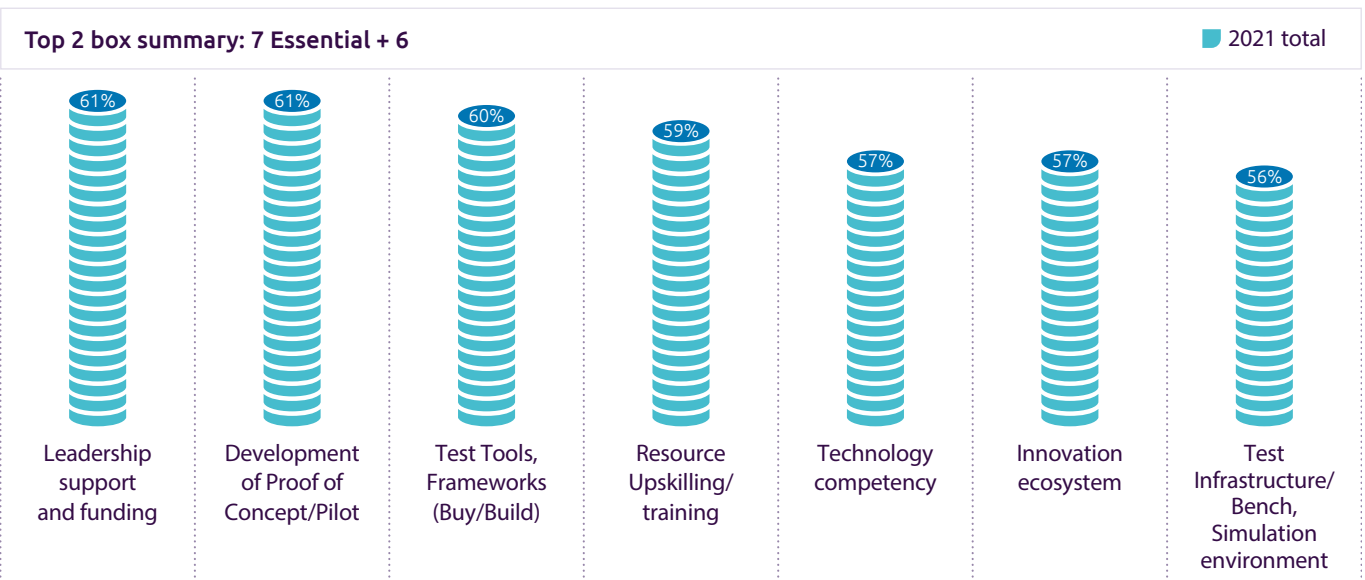 Top 2 box summary: 7 Essential + 6
2021 total
61%
61%
60%
59%
57%
57%
56%
Leadership
support
and funding
Development
of Proof of
Concept/Pilot
Test Tools,
Frameworks
(Buy/Build)
Resource
Upskilling/
training
Technology
competency
Innovation
ecosystem
Test
Infrastructure/
Bench,
Simulation
environment